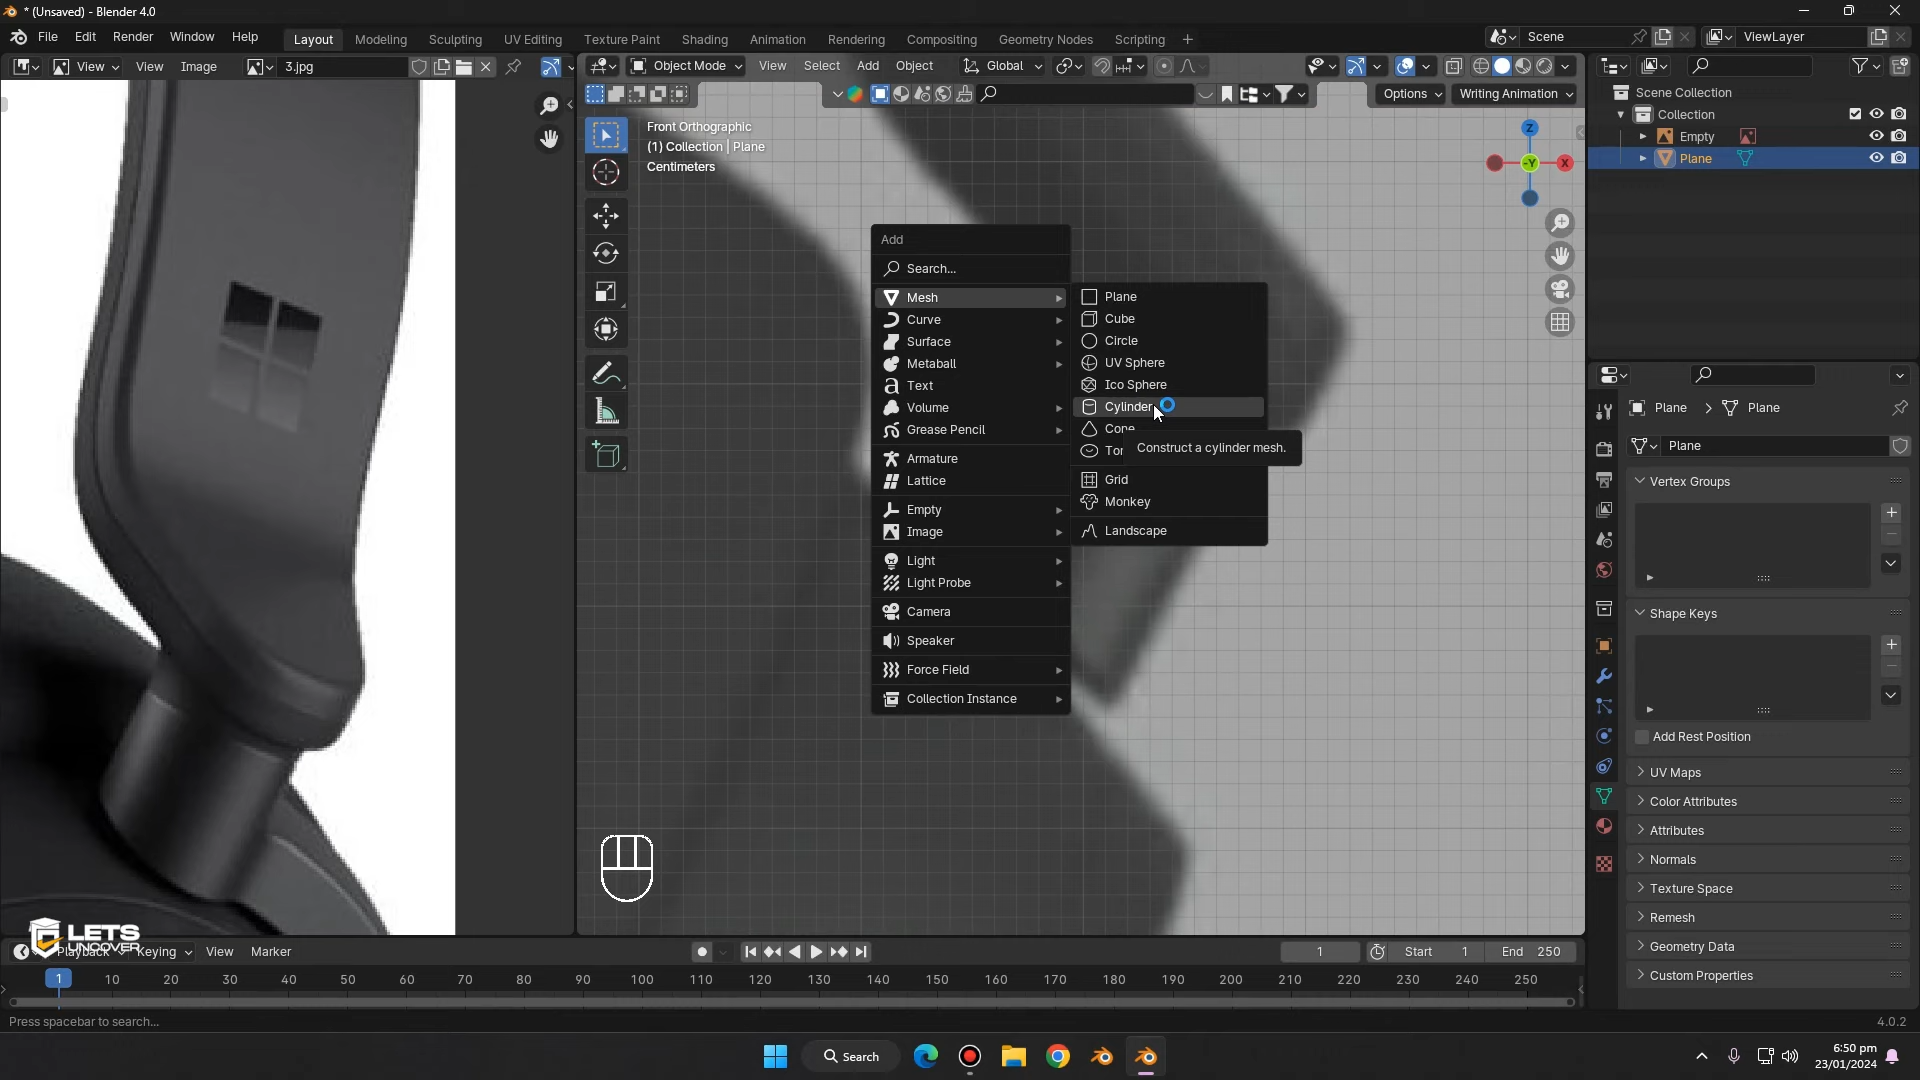 * (Unsaved) - Blender 4.0
File Edit Render Window Help
Layout Modeling Sculpting UV Editing Texture Paint Shading Animation Rendering Compositing Geometry Nodes Scripting +
Scene
ViewLayer
View View Image 3.jpg
Object Mode View Select Add Object Global
Options Writing Animation
Front Orthographic
(1) Collection | Plane
Centimeters
Z
X
-Y
Scene Collection
Collection
Empty
Plane
Add
Search...
Mesh
Curve
Surface
Metaball
Text
Volume
Grease Pencil
Armature
Lattice
Empty
Image
Light
Light Probe
Camera
Speaker
Force Field
Collection Instance
Plane
Cube
Circle
UV Sphere
Ico Sphere
Cylinder
Cone
Construct a cylinder mesh.
Grid
Monkey
Landscape
Plane Plane
Plane
Vertex Groups
Shape Keys
Add Rest Position
UV Maps
Color Attributes
Attributes
Normals
Texture Space
Remesh
Geometry Data
Custom Properties
LETS
UNCOVER
Playback Keying View Marker
1 Start 1 End 250
1 10 20 30 40 50 60 70 80 90 100 110 120 130 140 150 160 170 180 190 200 210 220 230 240 250
Press spacebar to search...
4.0.2
Search
6:50 pm
23/01/2024